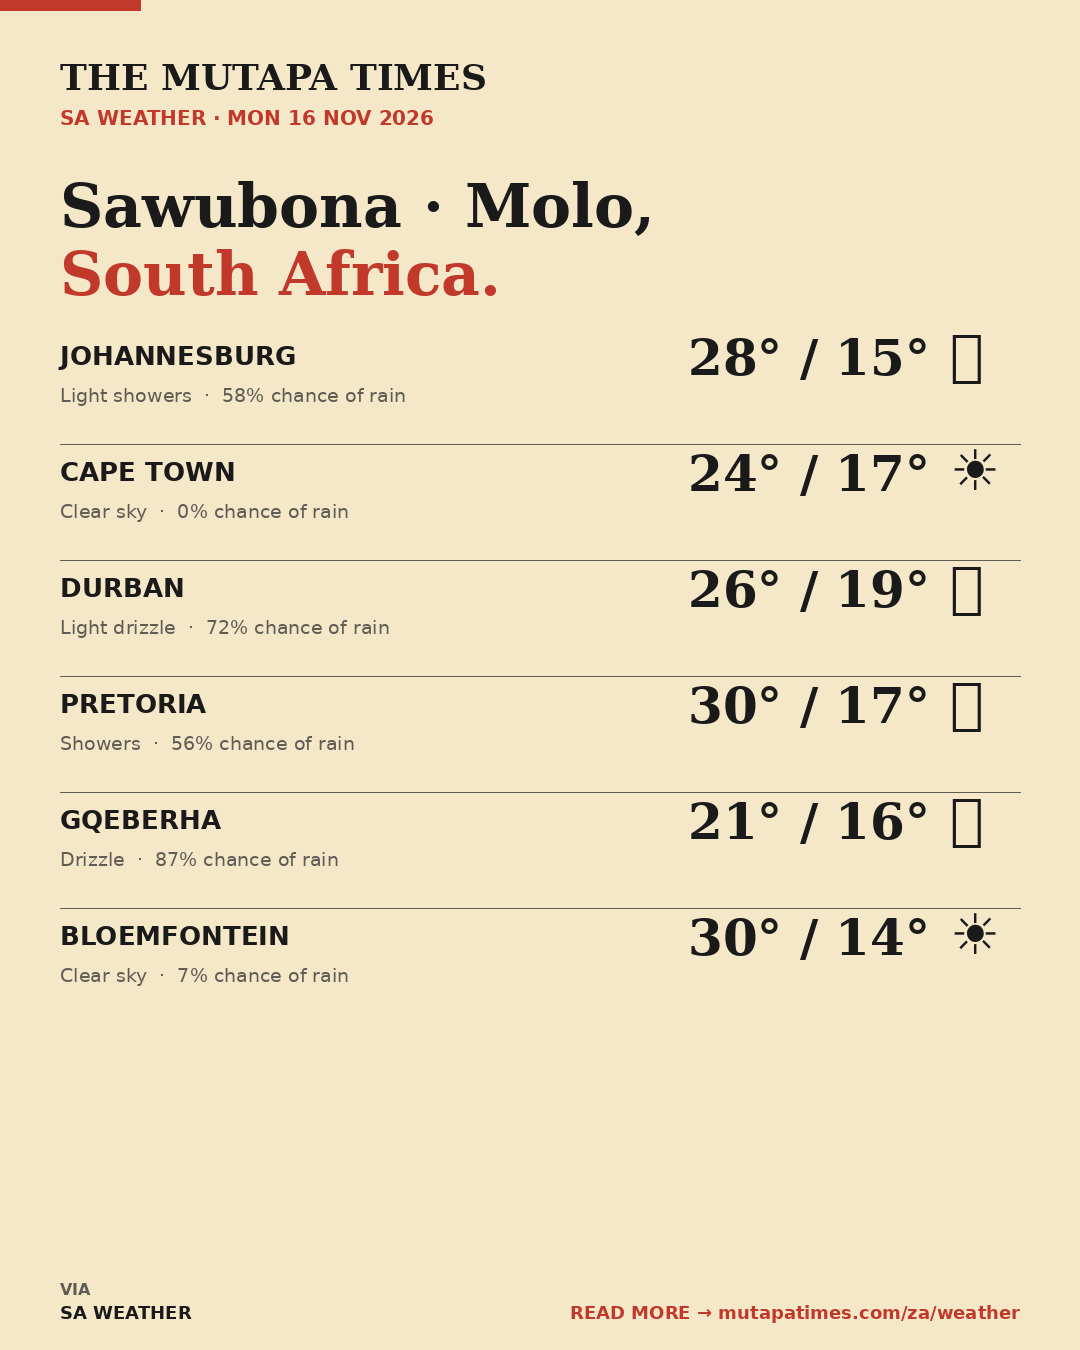 THE MUTAPA TIMES
SA WEATHER · MON 16 NOV 2026
Sawubona · Molo,
South Africa.
JOHANNESBURG 28° / 15°
Light showers · 58% chance of rain
CAPE TOWN 24° / 17° ☀
Clear sky · 0% chance of rain
DURBAN 26° / 19°
Light drizzle · 72% chance of rain
PRETORIA 30° / 17°
Showers · 56% chance of rain
GQEBERHA 21° / 16°
Drizzle · 87% chance of rain
BLOEMFONTEIN 30° / 14° ☀
Clear sky · 7% chance of rain
VIA
SA WEATHER
READ MORE → mutapatimes.com/za/weather